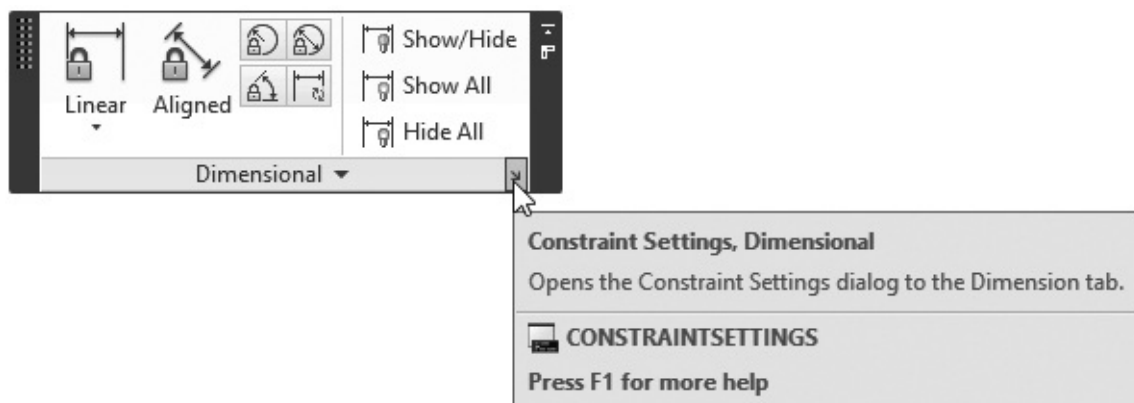 Linear
Aligned
Show/Hide
Show All
Hide All
Dimensional
Constraint Settings, Dimensional
Opens the Constraint Settings dialog to the Dimension tab.
CONSTRAINTSETTINGS
Press F1 for more help